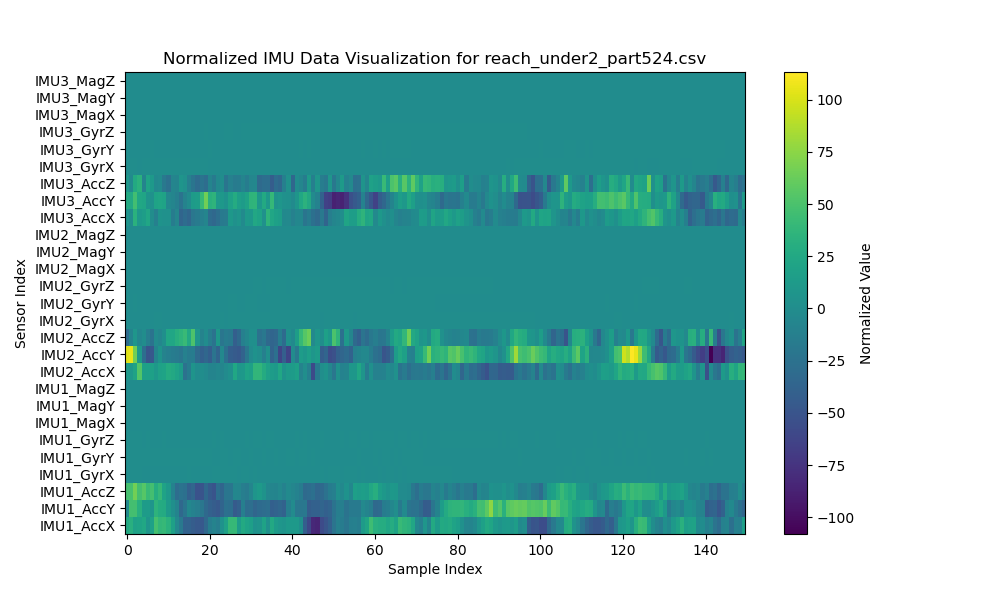 Normalized IMU Data Visualization for reach_under2_part524.csv
IMU3_MagZ
IMU3_MagY
IMU3_MagX
IMU3_GyrZ
IMU3_GyrY
IMU3_GyrX
IMU3_AccZ
IMU3_AccY
IMU3_AccX
IMU2_MagZ
IMU2_MagY
IMU2_MagX
IMU2_GyrZ
IMU2_GyrY
IMU2_GyrX
IMU2_AccZ
IMU2_AccY
IMU2_AccX
IMU1_MagZ
IMU1_MagY
IMU1_MagX
IMU1_GyrZ
IMU1_GyrY
IMU1_GyrX
IMU1_AccZ
IMU1_AccY
IMU1_AccX
Sensor Index
0 20 40 60 80 100 120 140
Sample Index
100
75
50
25
0
−25
−50
−75
−100
Normalized Value